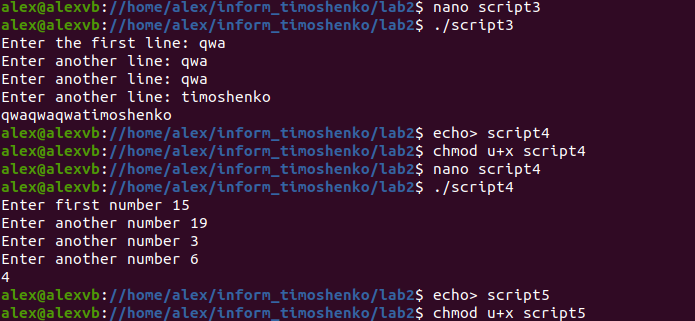 alex@alexvb://home/alex/inform_timoshenko/lab2$ nano script3
alex@alexvb://home/alex/inform_timoshenko/lab2$ ./script3
Enter the first line: qwa
Enter another line: qwa
Enter another line: qwa
Enter another line: timoshenko
qwaqwaqwatimoshenko
alex@alexvb://home/alex/inform_timoshenko/lab2$ echo> script4
alex@alexvb://home/alex/inform_timoshenko/lab2$ chmod u+x script4
alex@alexvb://home/alex/inform_timoshenko/lab2$ nano script4
alex@alexvb://home/alex/inform_timoshenko/lab2$ ./script4
Enter first number 15
Enter another number 19
Enter another number 3
Enter another number 6
4
alex@alexvb://home/alex/inform_timoshenko/lab2$ echo> script5
alex@alexvb://home/alex/inform_timoshenko/lab2$ chmod u+x script5